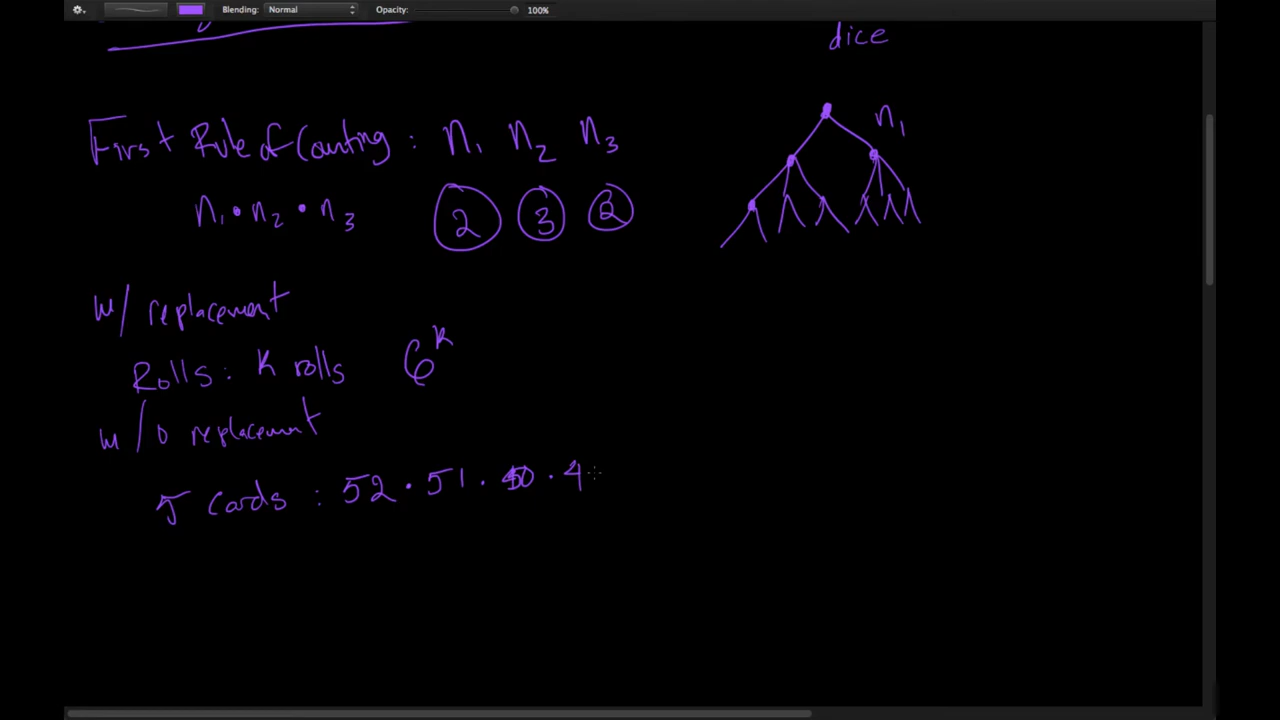 Blending: Normal Opacity: 100%
dice
First Rule of Counting : n₁ n₂ n₃
n₁
n₁ • n₂ • n₃ 2 3 2
w/ replacement
Rolls : K rolls 6^k
w/o replacement
5 cards : 52 · 51 · 50 · 4